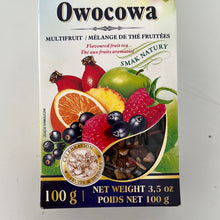 Owocowa
MULTIFRUIT / MÉLANGE DE THÉ FRUITÉES
Flavoured fruit tea
Thé aux fruits aromatisé
SMAK NATURY
100 g
NET WEIGHT 3,5 oz
POIDS NET 100 g